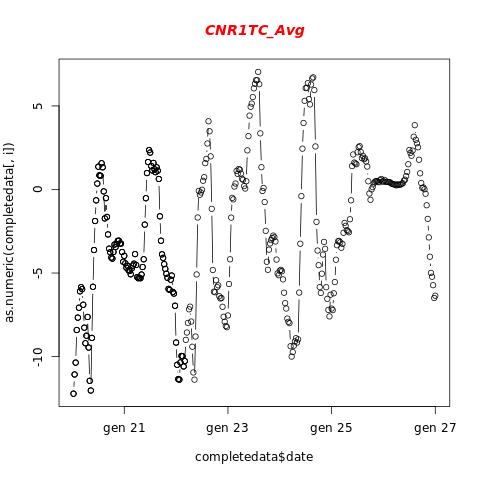 CNR1TC_Avg
as.numeric(completedata[, i])
5
0
-5
-10
gen 21
gen 23
gen 25
gen 27
completedata$date